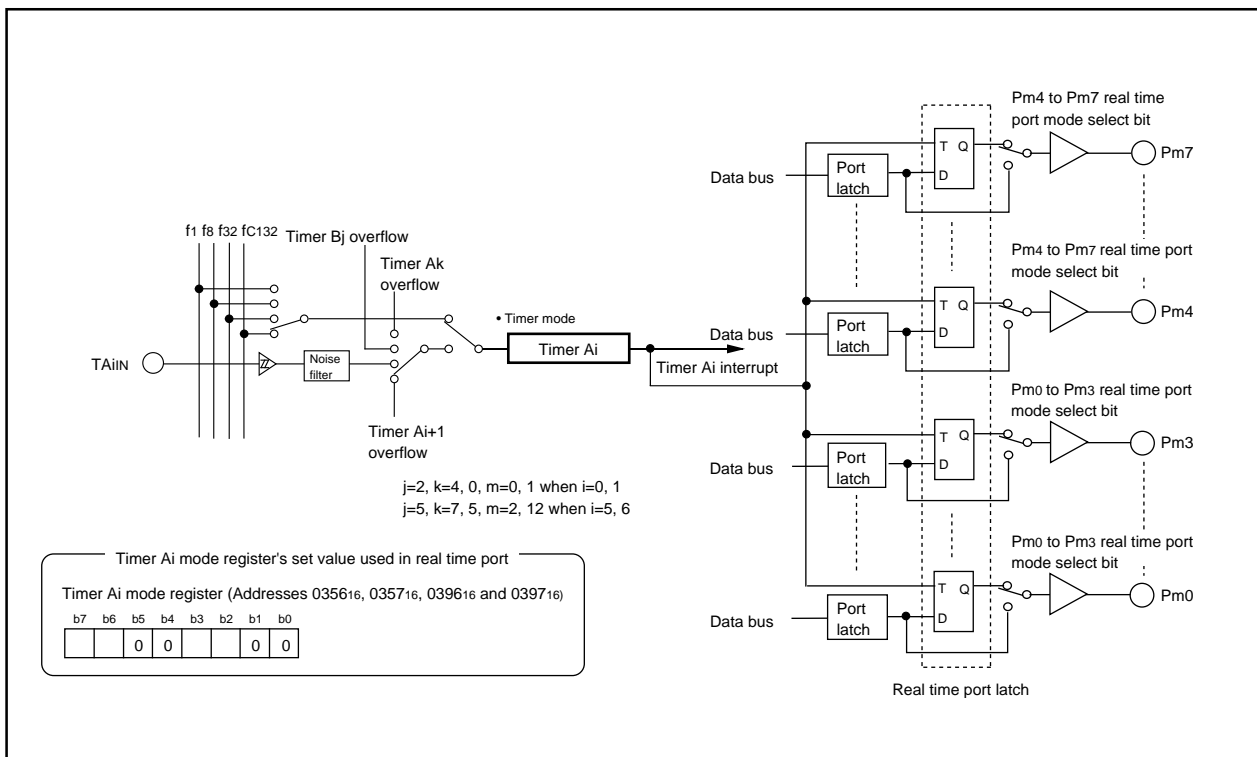 f1 f8 f32 fC132
Timer Bj overflow
Timer Ak
overflow
TAiIN
Noise
filter
Timer Ai+1
overflow
• Timer mode
Timer Ai
Timer Ai interrupt
j=2, k=4, 0, m=0, 1 when i=0, 1
j=5, k=7, 5, m=2, 12 when i=5, 6
Pm4 to Pm7 real time
port mode select bit
Data bus
Port
latch
T Q
D
Pm7
Pm4 to Pm7 real time port
mode select bit
Data bus
Port
latch
T Q
D
Pm4
Pm0 to Pm3 real time port
mode select bit
Data bus
Port
latch
T Q
D
Pm3
Pm0 to Pm3 real time port
mode select bit
Data bus
Port
latch
T Q
D
Pm0
Real time port latch
Timer Ai mode register's set value used in real time port
Timer Ai mode register (Addresses 035616, 035716, 039616 and 039716)
b7 b6 b5 b4 b3 b2 b1 b0
0 0 0 0